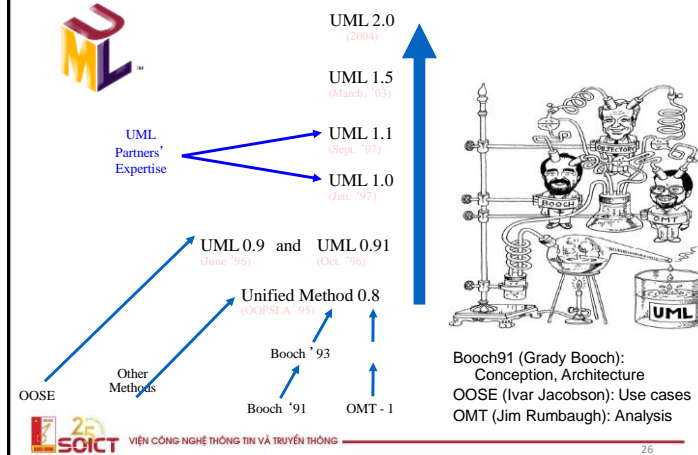 UML
TM
UML 2.0
(2004)
UML 1.5
(March, '03)
UML
Partners'
Expertise
UML 1.1
(Sept. '97)
UML 1.0
(Jan. '97)
UML 0.9 and UML 0.91
(June '96) (Oct. '96)
Unified Method 0.8
(OOPSLA '95)
Booch '93
Other
Methods
OOSE
Booch '91
OMT - 1
OBJECTORY
BOOCH
OMT
UML
Booch91 (Grady Booch):
Conception, Architecture
OOSE (Ivar Jacobson): Use cases
OMT (Jim Rumbaugh): Analysis
25
SOICT
VIỆN CÔNG NGHỆ THÔNG TIN VÀ TRUYỀN THÔNG
26